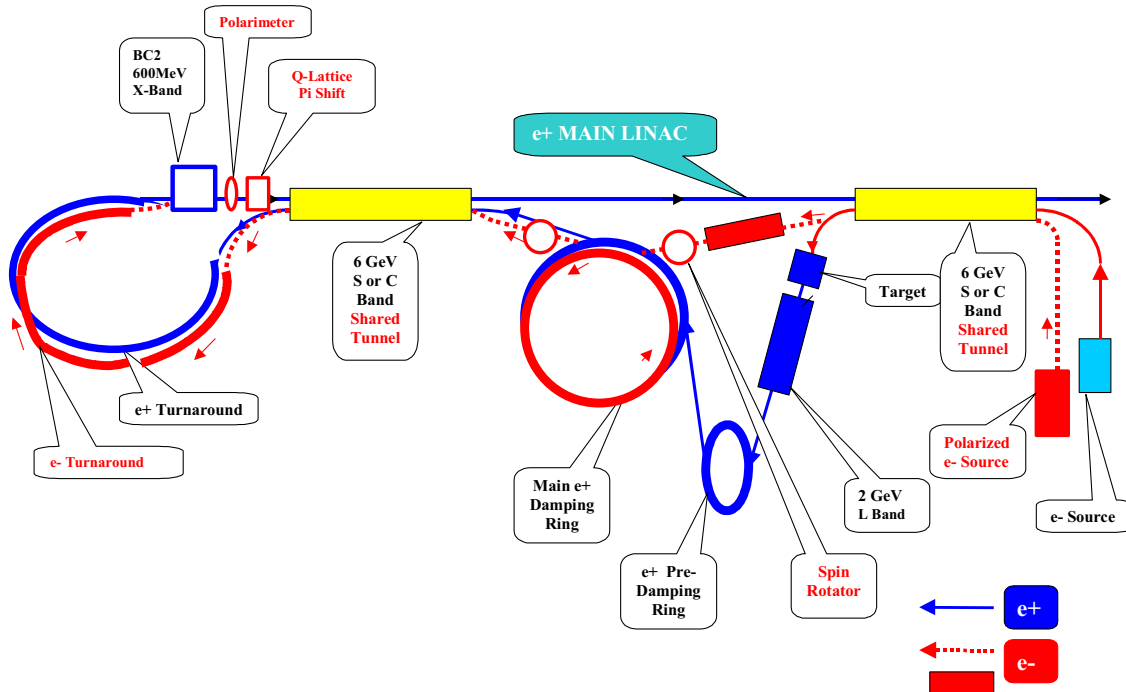 Polarimeter
BC2
600MeV
X-Band
Q-Lattice
Pi Shift
e+ MAIN LINAC
6 GeV
S or C
Band
Shared
Tunnel
Target
6 GeV
S or C
Band
Shared
Tunnel
e+ Turnaround
e- Turnaround
Main e+
Damping
Ring
2 GeV
L Band
Polarized
e- Source
e- Source
e+ Pre-
Damping
Ring
Spin
Rotator
e+
e-